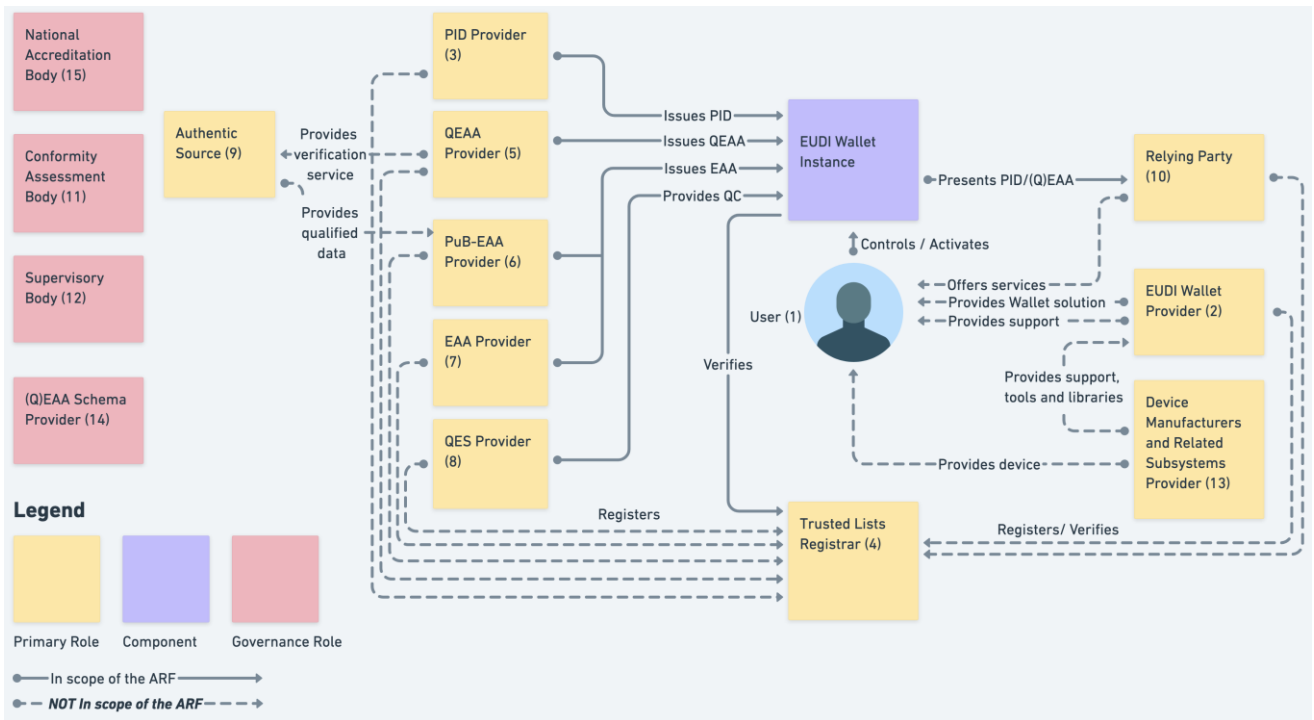 National
Accreditation
Body (15)
Conformity
Assessment
Body (11)
Supervisory
Body (12)
(Q)EAA Schema
Provider (14)
Authentic
Source (9)
Provides
verification
service
Provides
qualified
data
PID Provider
(3)
QEAA
Provider (5)
PuB-EAA
Provider (6)
EAA Provider
(7)
QES Provider
(8)
Issues PID
Issues QEAA
Issues EAA
Provides QC
EUDI Wallet
Instance
Presents PID/(Q)EAA
Relying Party
(10)
Controls / Activates
User (1)
Offers services
Provides Wallet solution
Provides support
EUDI Wallet
Provider (2)
Verifies
Provides support,
tools and libraries
Device
Manufacturers
and Related
Subsystems
Provider (13)
Provides device
Registers
Trusted Lists
Registrar (4)
Registers/ Verifies
Legend
Primary Role
Component
Governance Role
In scope of the ARF
NOT In scope of the ARF